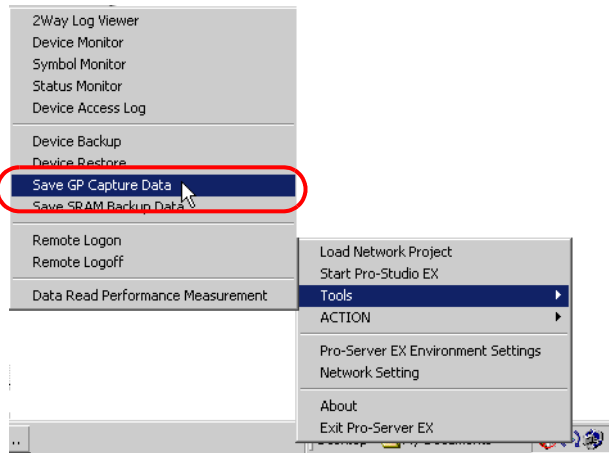 2Way Log Viewer
Device Monitor
Symbol Monitor
Status Monitor
Device Access Log
Device Backup
Device Restore
Save GP Capture Data
Save SRAM Backup Data
Remote Logon
Remote Logoff
Data Read Performance Measurement
Load Network Project
Start Pro-Studio EX
Tools
ACTION
Pro-Server EX Environment Settings
Network Setting
About
Exit Pro-Server EX
..